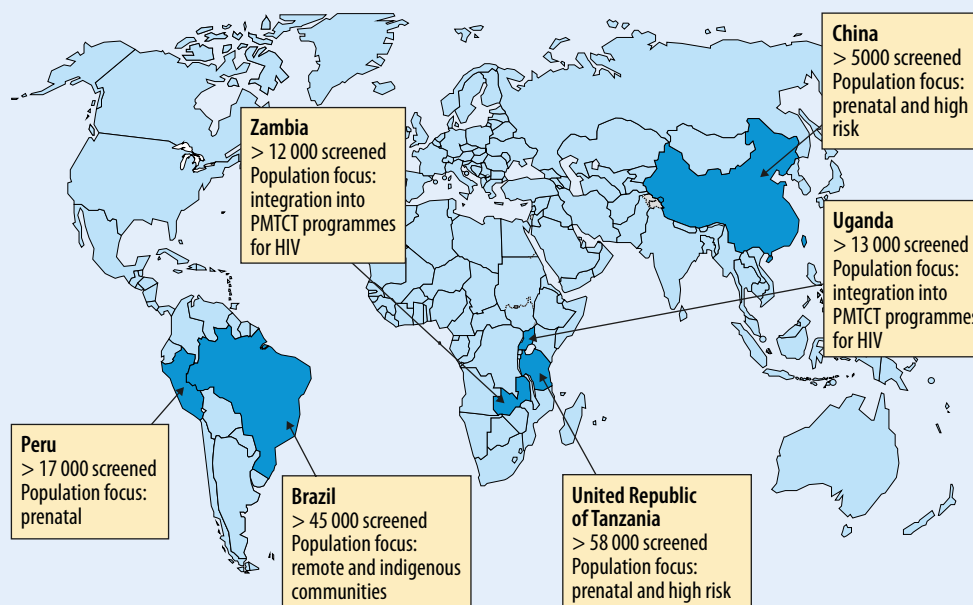 China
> 5000 screened
Population focus:
prenatal and high
risk
Zambia
> 12 000 screened
Population focus:
integration into
PMTCT programmes
for HIV
Uganda
> 13 000 screened
Population focus:
integration into
PMTCT programmes
for HIV
Peru
> 17 000 screened
Population focus:
prenatal
Brazil
> 45 000 screened
Population focus:
remote and indigenous
communities
United Republic
of Tanzania
> 58 000 screened
Population focus:
prenatal and high risk